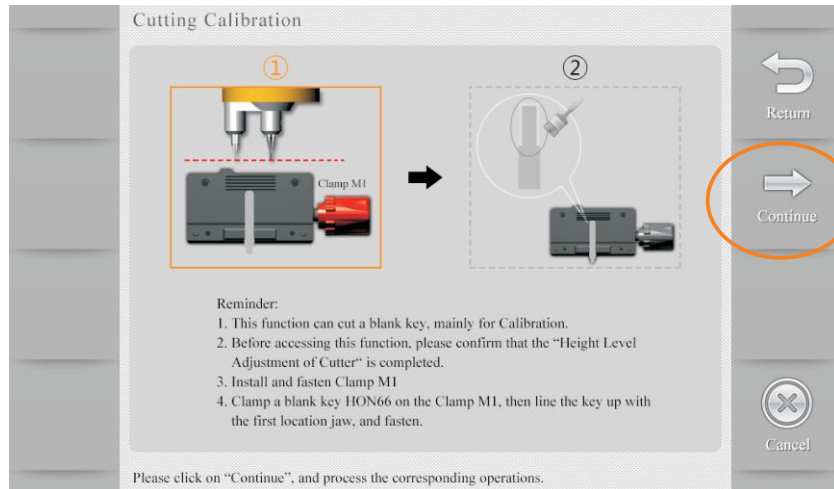 Cutting Calibration
①
②
Clamp M1
Return
Continue
Reminder:
1. This function can cut a blank key, mainly for Calibration.
2. Before accessing this function, please confirm that the “Height Level
Adjustment of Cutter“ is completed.
3. Install and fasten Clamp M1
4. Clamp a blank key HON66 on the Clamp M1, then line the key up with
the first location jaw, and fasten.
Cancel
Please click on “Continue”, and process the corresponding operations.